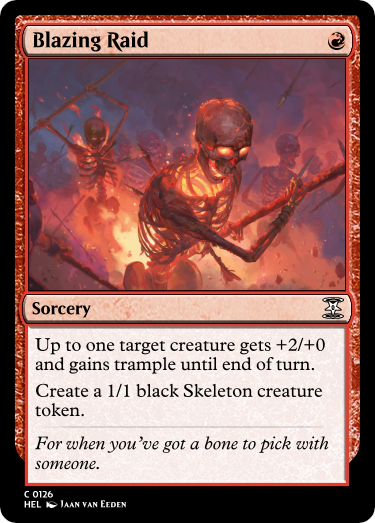 Blazing Raid
Sorcery
Up to one target creature gets +2/+0
and gains trample until end of turn.
Create a 1/1 black Skeleton creature
token.
For when you've got a bone to pick with
someone.
C 0126
HEL Jaan van Eeden